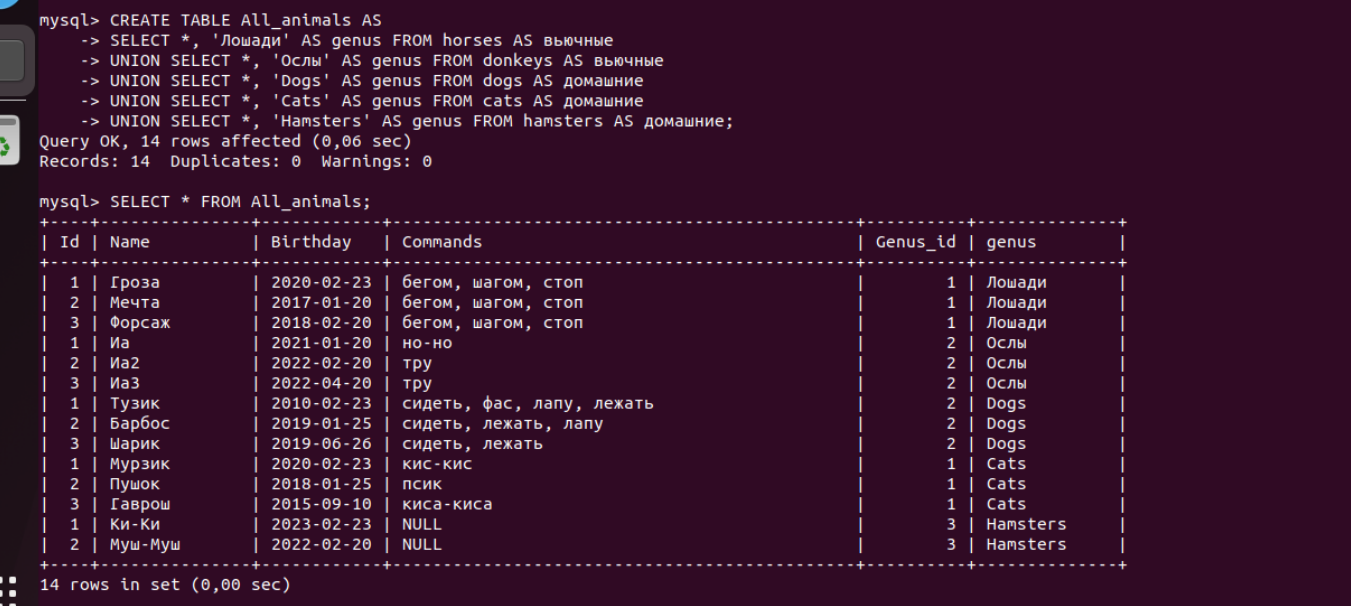 mysql> CREATE TABLE All_animals AS
    -> SELECT *, 'Лошади' AS genus FROM horses AS вьючные
    -> UNION SELECT *, 'Ослы' AS genus FROM donkeys AS вьючные
    -> UNION SELECT *, 'Dogs' AS genus FROM dogs AS домашние
    -> UNION SELECT *, 'Cats' AS genus FROM cats AS домашние
    -> UNION SELECT *, 'Hamsters' AS genus FROM hamsters AS домашние;
Query OK, 14 rows affected (0,06 sec)
Records: 14  Duplicates: 0  Warnings: 0
mysql> SELECT * FROM All_animals;
+----+---------------+------------+----------------------------------------------+----------+--------------+
| Id | Name          | Birthday   | Commands                                     | Genus_id | genus        |
+----+---------------+------------+----------------------------------------------+----------+--------------+
|  1 | Гроза         | 2020-02-23 | бегом, шагом, стоп                           |        1 | Лошади       |
|  2 | Мечта         | 2017-01-20 | бегом, шагом, стоп                           |        1 | Лошади       |
|  3 | Форсаж        | 2018-02-20 | бегом, шагом, стоп                           |        1 | Лошади       |
|  1 | Иа            | 2021-01-20 | но-но                                        |        2 | Ослы         |
|  2 | Иа2           | 2022-02-20 | тру                                          |        2 | Ослы         |
|  3 | Иа3           | 2022-04-20 | тру                                          |        2 | Ослы         |
|  1 | Тузик         | 2010-02-23 | сидеть, фас, лапу, лежать                    |        2 | Dogs         |
|  2 | Барбос        | 2019-01-25 | сидеть, лежать, лапу                         |        2 | Dogs         |
|  3 | Шарик         | 2019-06-26 | сидеть, лежать                               |        2 | Dogs         |
|  1 | Мурзик        | 2020-02-23 | кис-кис                                      |        1 | Cats         |
|  2 | Пушок         | 2018-01-25 | псик                                         |        1 | Cats         |
|  3 | Гаврош        | 2015-09-10 | киса-киса                                    |        1 | Cats         |
|  1 | Ки-Ки         | 2023-02-23 | NULL                                         |        3 | Hamsters     |
|  2 | Муш-Муш       | 2022-02-20 | NULL                                         |        3 | Hamsters     |
+----+---------------+------------+----------------------------------------------+----------+--------------+
14 rows in set (0,00 sec)